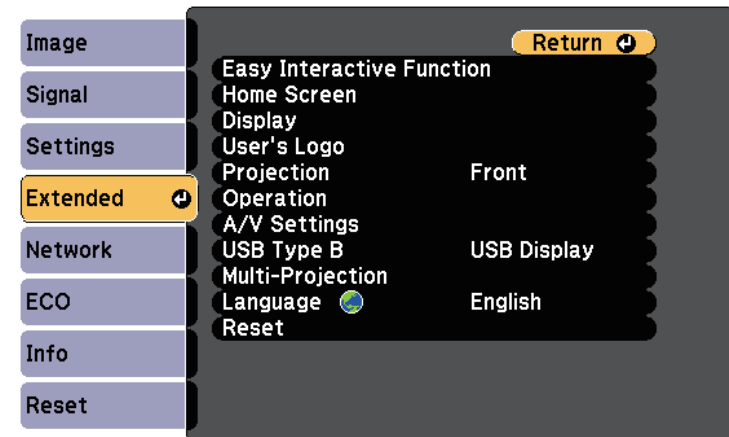 Image
Signal
Settings
Extended
Network
ECO
Info
Reset
Return
Easy Interactive Function
Home Screen
Display
User's Logo
Projection Front
Operation
A/V Settings
USB Type B USB Display
Multi-Projection
Language English
Reset